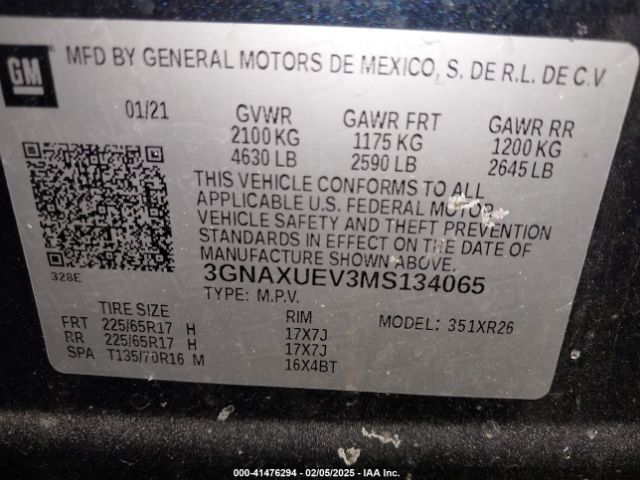 GM
MFD BY GENERAL MOTORS DE MEXICO, S. DE R.L. DE C.V
01/21 GVWR GAWR FRT GAWR RR
2100 KG 1175 KG 1200 KG
4630 LB 2590 LB 2645 LB
THIS VEHICLE CONFORMS TO ALL
APPLICABLE U.S. FEDERAL MOTOR
VEHICLE SAFETY AND THEFT PREVENTION
STANDARDS IN EFFECT ON THE DATE OF
MANUFACTURE SHOWN ABOVE.
328E
3GNAXUEV3MS134065
TYPE: M.P.V.
TIRE SIZE RIM MODEL: 351XR26
FRT 225/65R17 H 17X7J
RR 225/65R17 H 17X7J
SPA T135/70R16 M 16X4BT
000-41476294 - 02/05/2025 - IAA Inc.